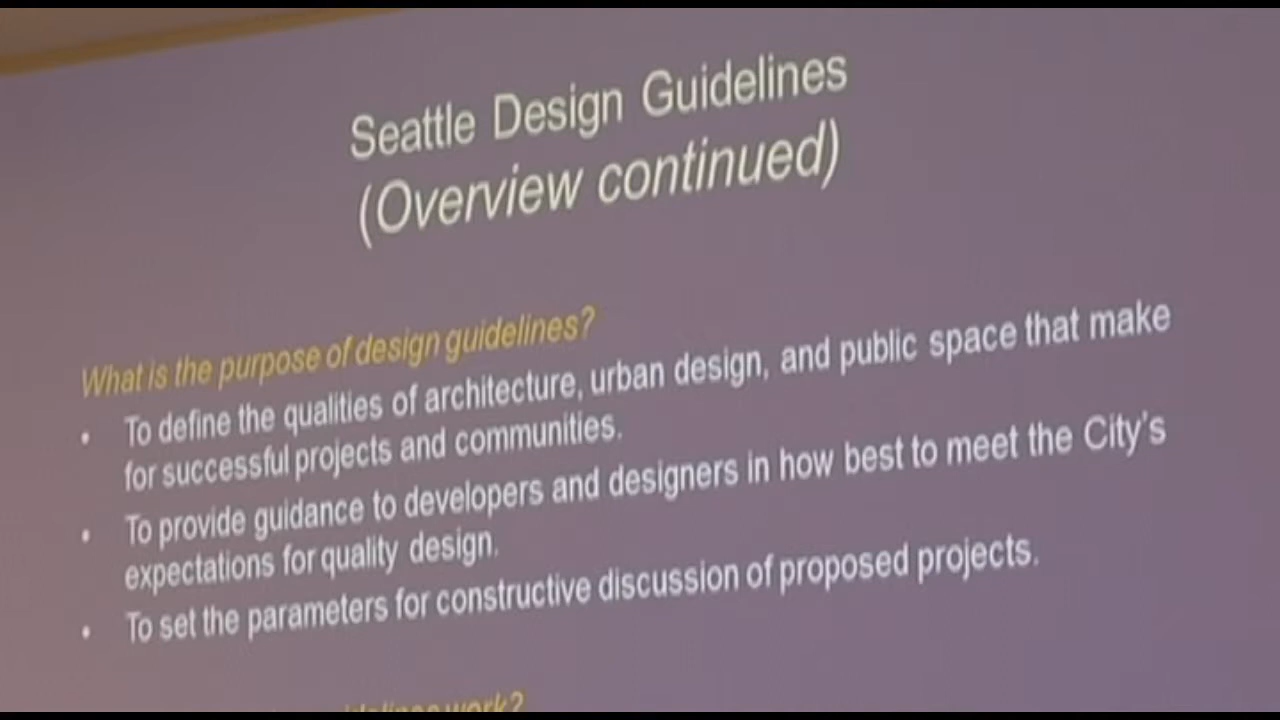 Seattle Design Guidelines
(Overview continued)
What is the purpose of design guidelines?
• To define the qualities of architecture, urban design, and public space that make
for successful projects and communities.
• To provide guidance to developers and designers in how best to meet the City's
expectations for quality design.
• To set the parameters for constructive discussion of proposed projects.
work?